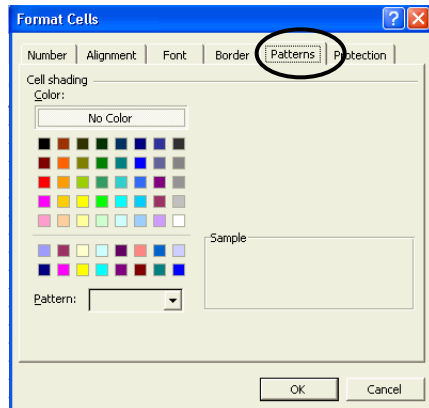 Format Cells
Number Alignment Font Border Patterns Protection
Cell shading
Color:
No Color
Sample
Pattern:
OK Cancel